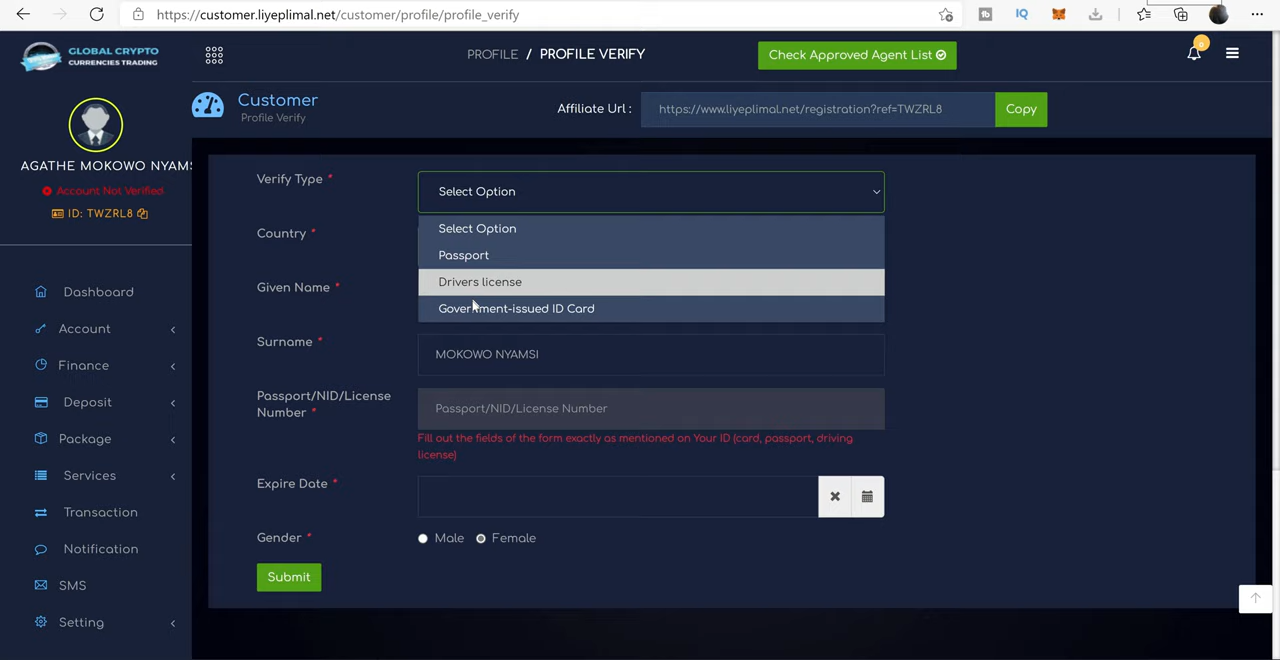 https://customer.liyeplimal.net/customer/profile/profile_verify
IQ
GLOBAL CRYPTO
CURRENCIES TRADING
PROFILE / PROFILE VERIFY
Check Approved Agent List
0
Customer
Profile Verify
Affiliate Url :
https://www.liyeplimal.net/registration?ref=TWZRL8
Copy
AGATHE MOKOWO NYAMS
Account Not Verified
ID: TWZRL8
Dashboard
Account
Finance
Deposit
Package
Services
Transaction
Notification
SMS
Setting
Verify Type *
Select Option
Select Option
Passport
Drivers license
Government-issued ID Card
Country *
Given Name *
Surname *
MOKOWO NYAMSI
Passport/NID/License
Number *
Passport/NID/License Number
Fill out the fields of the form exactly as mentioned on Your ID (card, passport, driving
license)
Expire Date *
Gender *
Male
Female
Submit